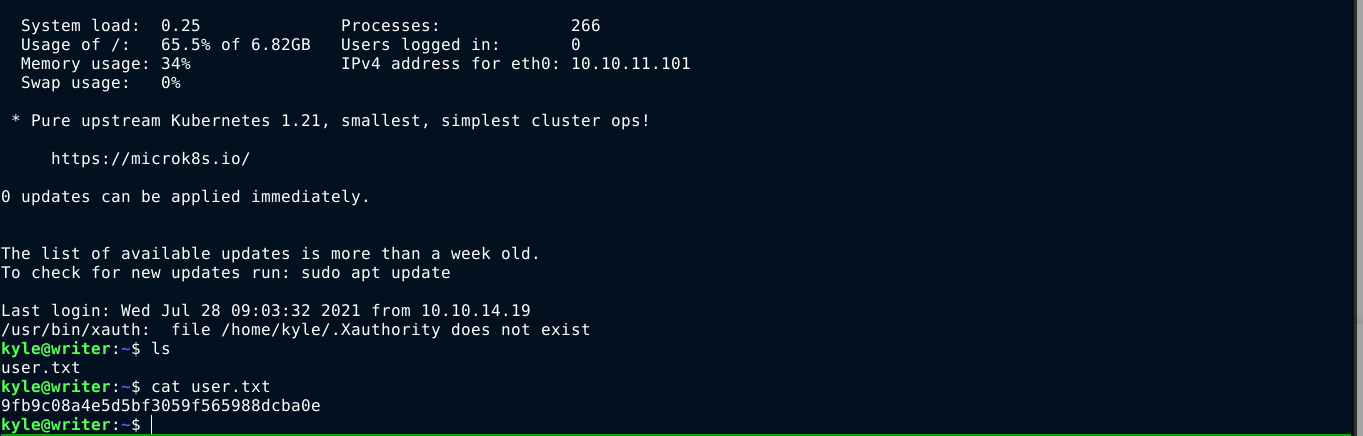 System load:  0.25               Processes:             266
Usage of /:   65.5% of 6.82GB   Users logged in:       0
Memory usage: 34%               IPv4 address for eth0: 10.10.11.101
Swap usage:   0%
* Pure upstream Kubernetes 1.21, smallest, simplest cluster ops!
https://microk8s.io/
0 updates can be applied immediately.
The list of available updates is more than a week old.
To check for new updates run: sudo apt update
Last login: Wed Jul 28 09:03:32 2021 from 10.10.14.19
/usr/bin/xauth:  file /home/kyle/.Xauthority does not exist
kyle@writer:~$ ls
user.txt
kyle@writer:~$ cat user.txt
9fb9c08a4e5d5bf3059f565988dcba0e
kyle@writer:~$